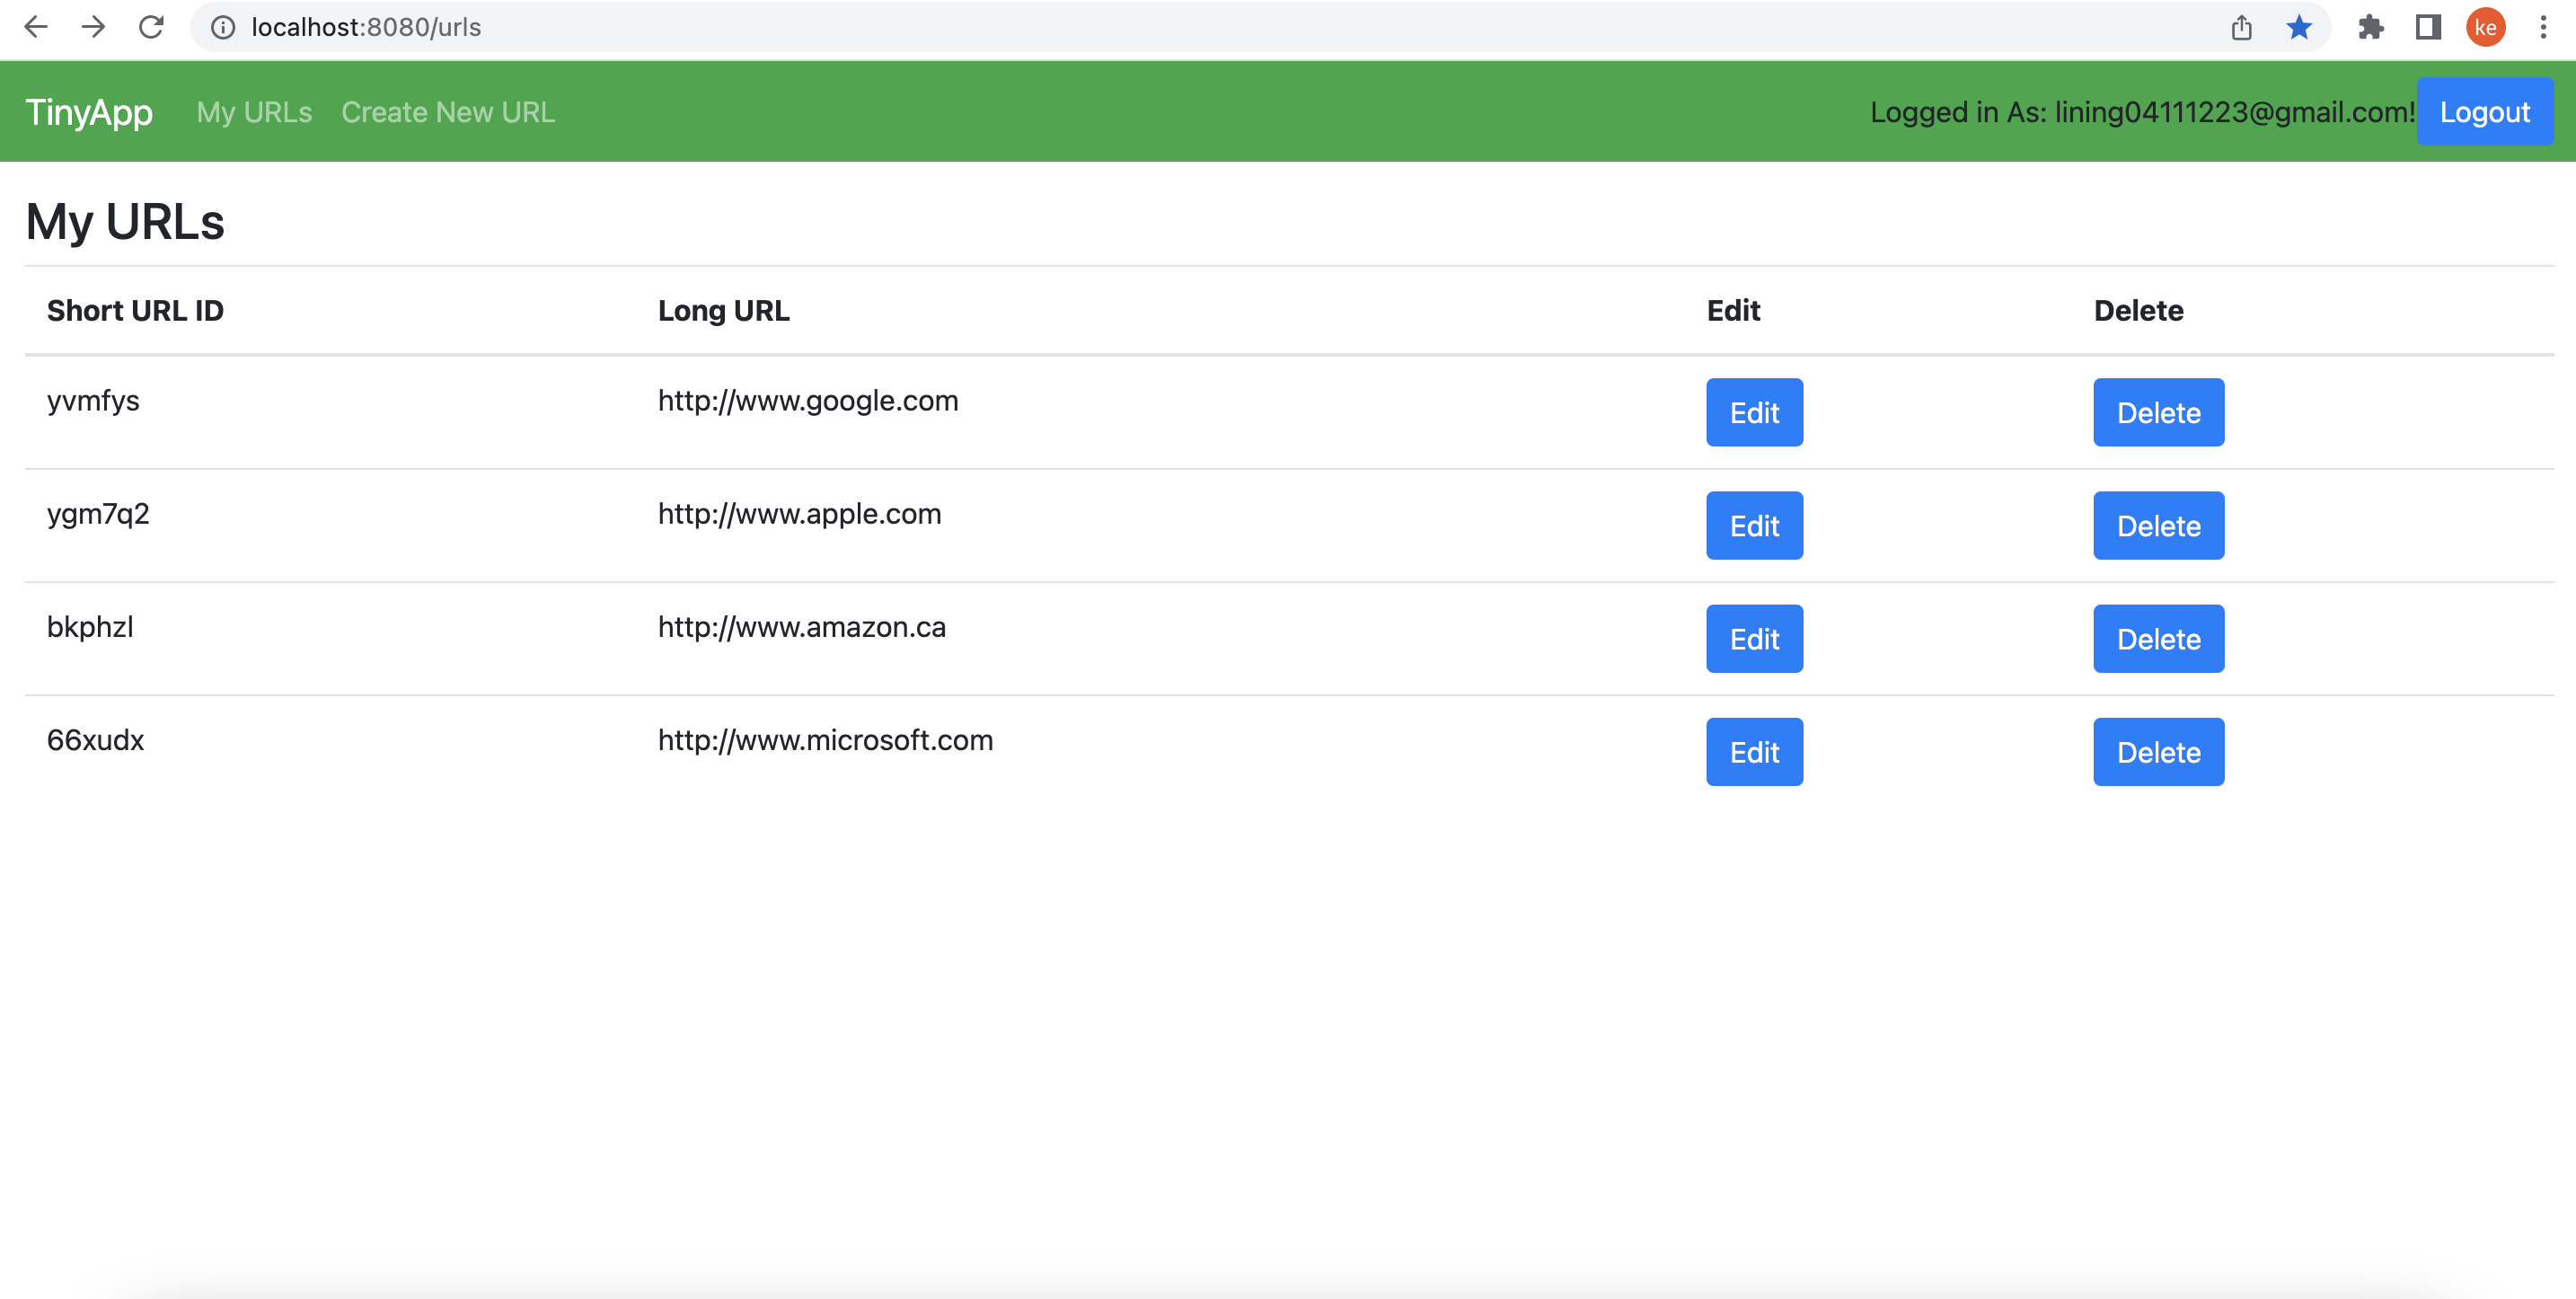 localhost:8080/urls
ke
TinyApp My URLs Create New URL Logged in As: lining04111223@gmail.com! Logout
My URLs
Short URL ID Long URL Edit Delete
yvmfys http://www.google.com Edit Delete
ygm7q2 http://www.apple.com Edit Delete
bkphzl http://www.amazon.ca Edit Delete
66xudx http://www.microsoft.com Edit Delete